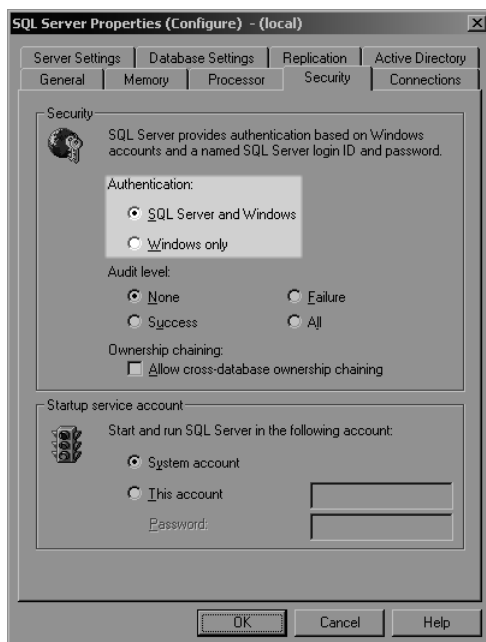 SQL Server Properties (Configure) - (local)
Server Settings Database Settings Replication Active Directory
General Memory Processor Security Connections
Security
SQL Server provides authentication based on Windows
accounts and a named SQL Server login ID and password.
Authentication:
SQL Server and Windows
Windows only
Audit level:
None Failure
Success All
Ownership chaining:
Allow cross-database ownership chaining
Startup service account
Start and run SQL Server in the following account:
System account
This account
Password:
OK Cancel Help